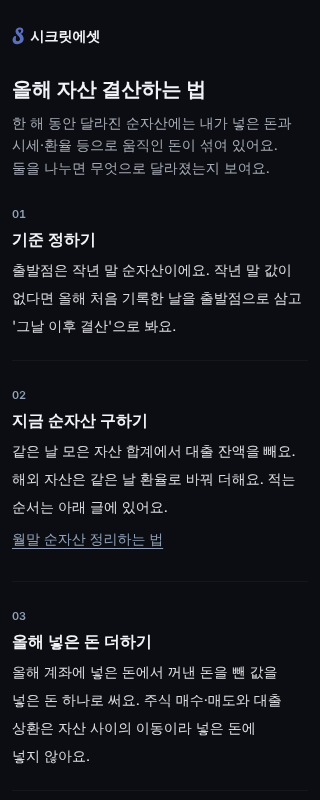 시크릿에셋
올해 자산 결산하는 법
한 해 동안 달라진 순자산에는 내가 넣은 돈과
시세·환율 등으로 움직인 돈이 섞여 있어요.
둘을 나누면 무엇으로 달라졌는지 보여요.
01
기준 정하기
출발점은 작년 말 순자산이에요. 작년 말 값이
없다면 올해 처음 기록한 날을 출발점으로 삼고
'그날 이후 결산'으로 봐요.
02
지금 순자산 구하기
같은 날 모은 자산 합계에서 대출 잔액을 빼요.
해외 자산은 같은 날 환율로 바꿔 더해요. 적는
순서는 아래 글에 있어요.
월말 순자산 정리하는 법
03
올해 넣은 돈 더하기
올해 계좌에 넣은 돈에서 꺼낸 돈을 뺀 값을
넣은 돈 하나로 써요. 주식 매수·매도와 대출
상환은 자산 사이의 이동이라 넣은 돈에
넣지 않아요.